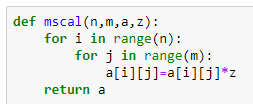 def mscal(n,m,a,z):
    for i in range(n):
        for j in range(m):
            a[i][j]=a[i][j]*z
    return a